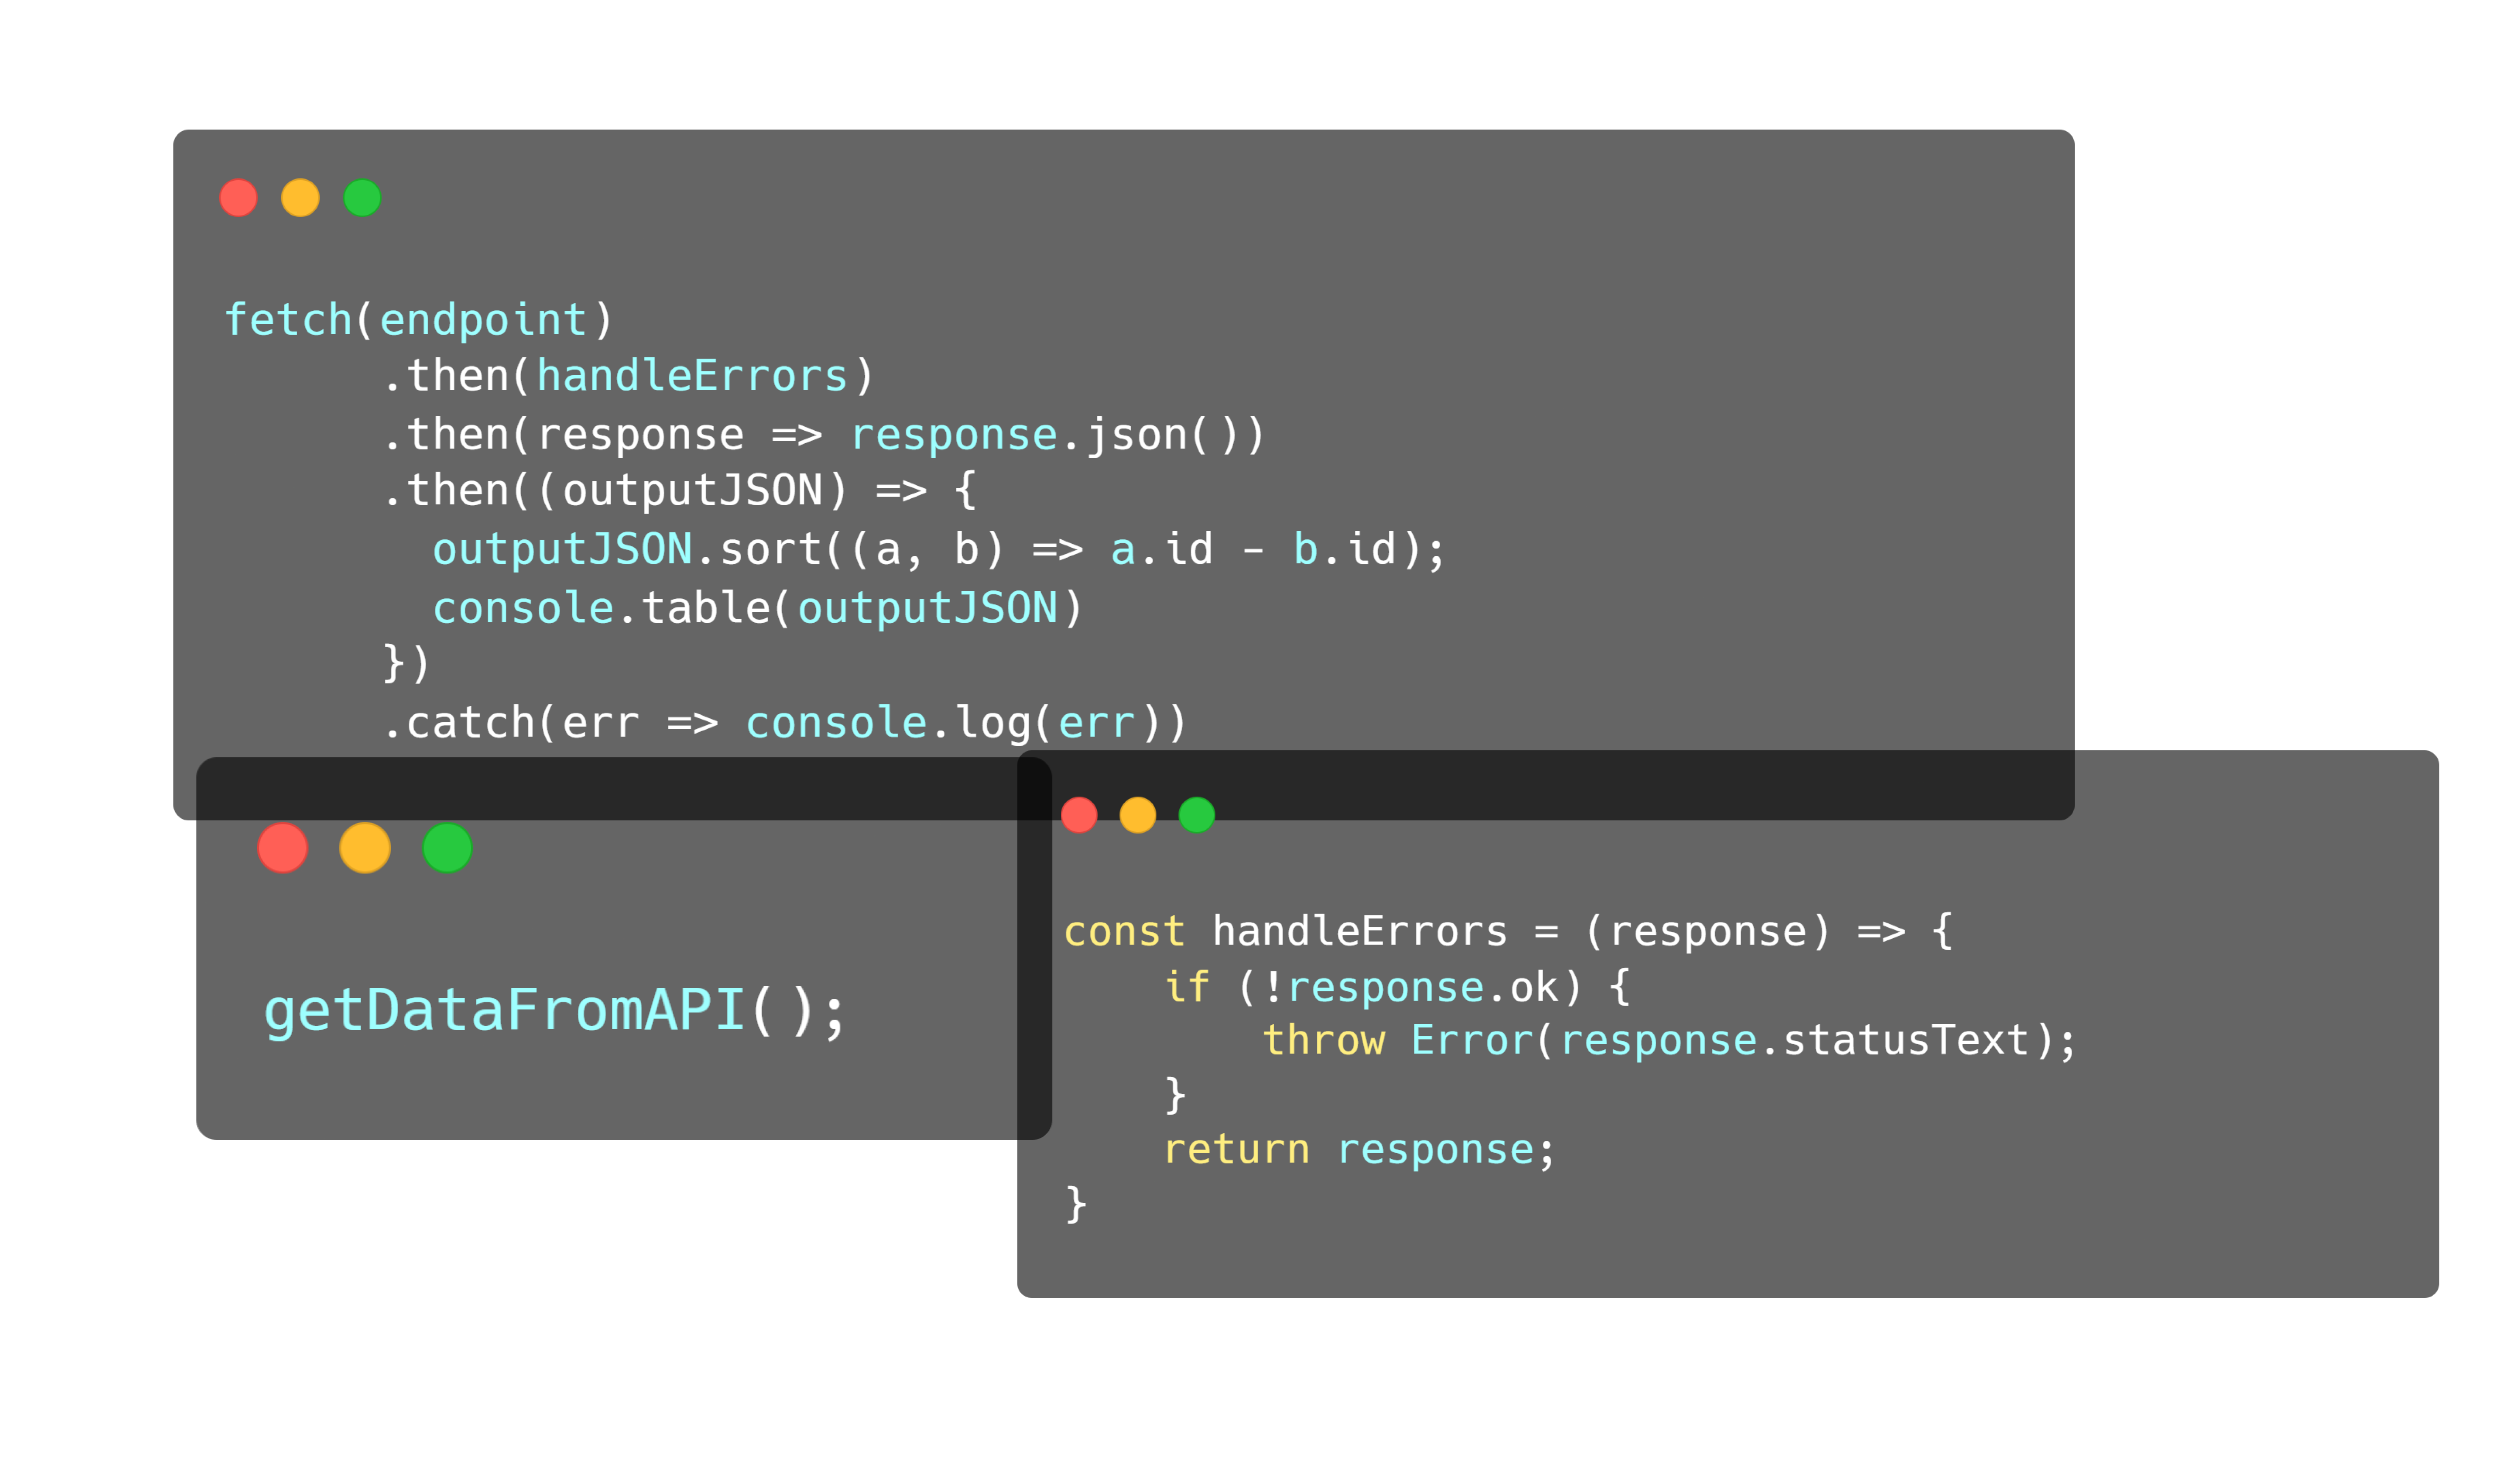 fetch(endpoint)
      .then(handleErrors)
      .then(response => response.json())
      .then((outputJSON) => {
        outputJSON.sort((a, b) => a.id - b.id);
        console.table(outputJSON)
      })
      .catch(err => console.log(err))
getDataFromAPI();
const handleErrors = (response) => {
    if (!response.ok) {
        throw Error(response.statusText);
    }
    return response;
}